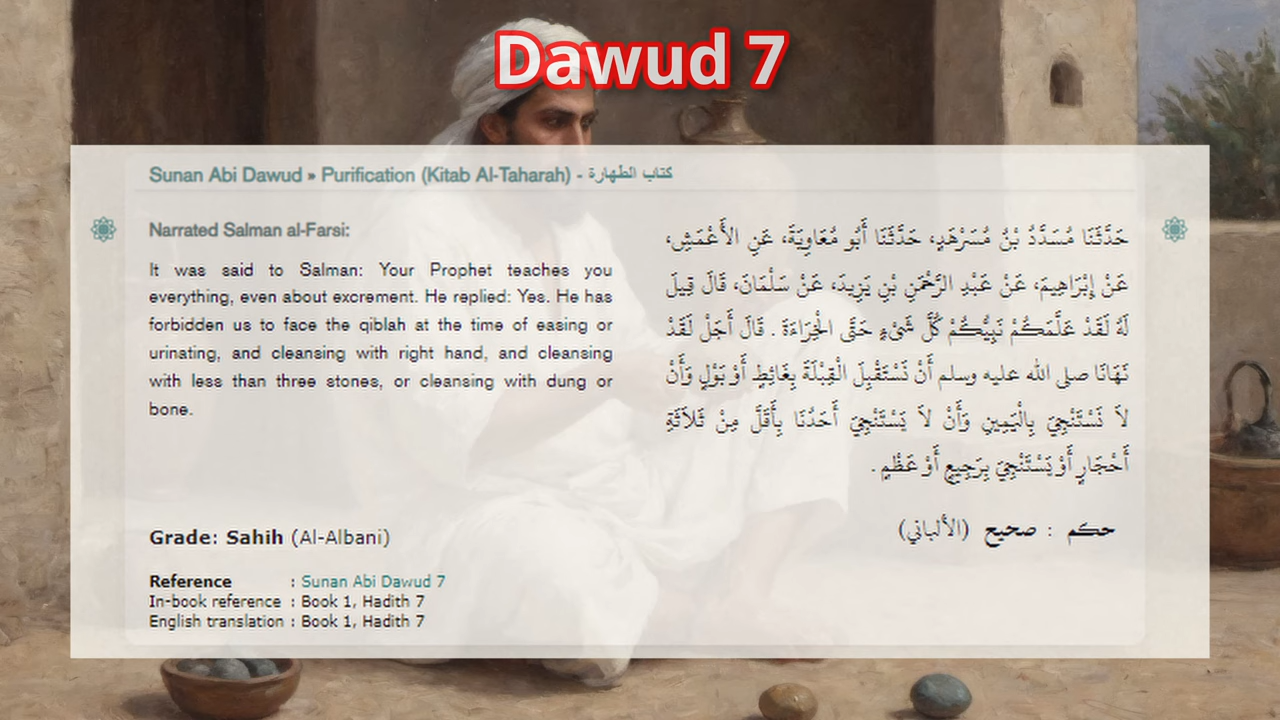 Dawud 7
Sunan Abi Dawud » Purification (Kitab Al-Taharah) - كتاب الطهارة
Narrated Salman al-Farsi:
It was said to Salman: Your Prophet teaches you
everything, even about excrement. He replied: Yes. He has
forbidden us to face the qiblah at the time of easing or
urinating, and cleansing with right hand, and cleansing
with less than three stones, or cleansing with dung or
bone.
حَدَّثَنَا مُسَدَّدُ بْنُ مُسَرْهَدٍ، حَدَّثَنَا أَبُو مُعَاوِيَةَ، عَنِ الأَعْمَشِ،
عَنْ إِبْرَاهِيمَ، عَنْ عَبْدِ الرَّحْمَنِ بْنِ يَزِيدَ، عَنْ سَلْمَانَ، قَالَ قِيلَ
لَهُ لَقَدْ عَلَّمَكُمْ نَبِيُّكُمْ كُلَّ شَىْءٍ حَتَّى الْخِرَاءَةَ . قَالَ أَجَلْ لَقَدْ
نَهَانَا صلى الله عليه وسلم أَنْ نَسْتَقْبِلَ الْقِبْلَةَ بِغَائِطٍ أَوْ بَوْلٍ وَأَنْ
لاَ نَسْتَنْجِيَ بِالْيَمِينِ وَأَنْ لاَ يَسْتَنْجِيَ أَحَدُنَا بِأَقَلَّ مِنْ ثَلاَثَةِ
أَحْجَارٍ أَوْ يَسْتَنْجِيَ بِرَجِيعٍ أَوْ عَظْمٍ .
Grade: Sahih (Al-Albani)
حكم : صحيح (الألباني)
Reference : Sunan Abi Dawud 7
In-book reference : Book 1, Hadith 7
English translation : Book 1, Hadith 7